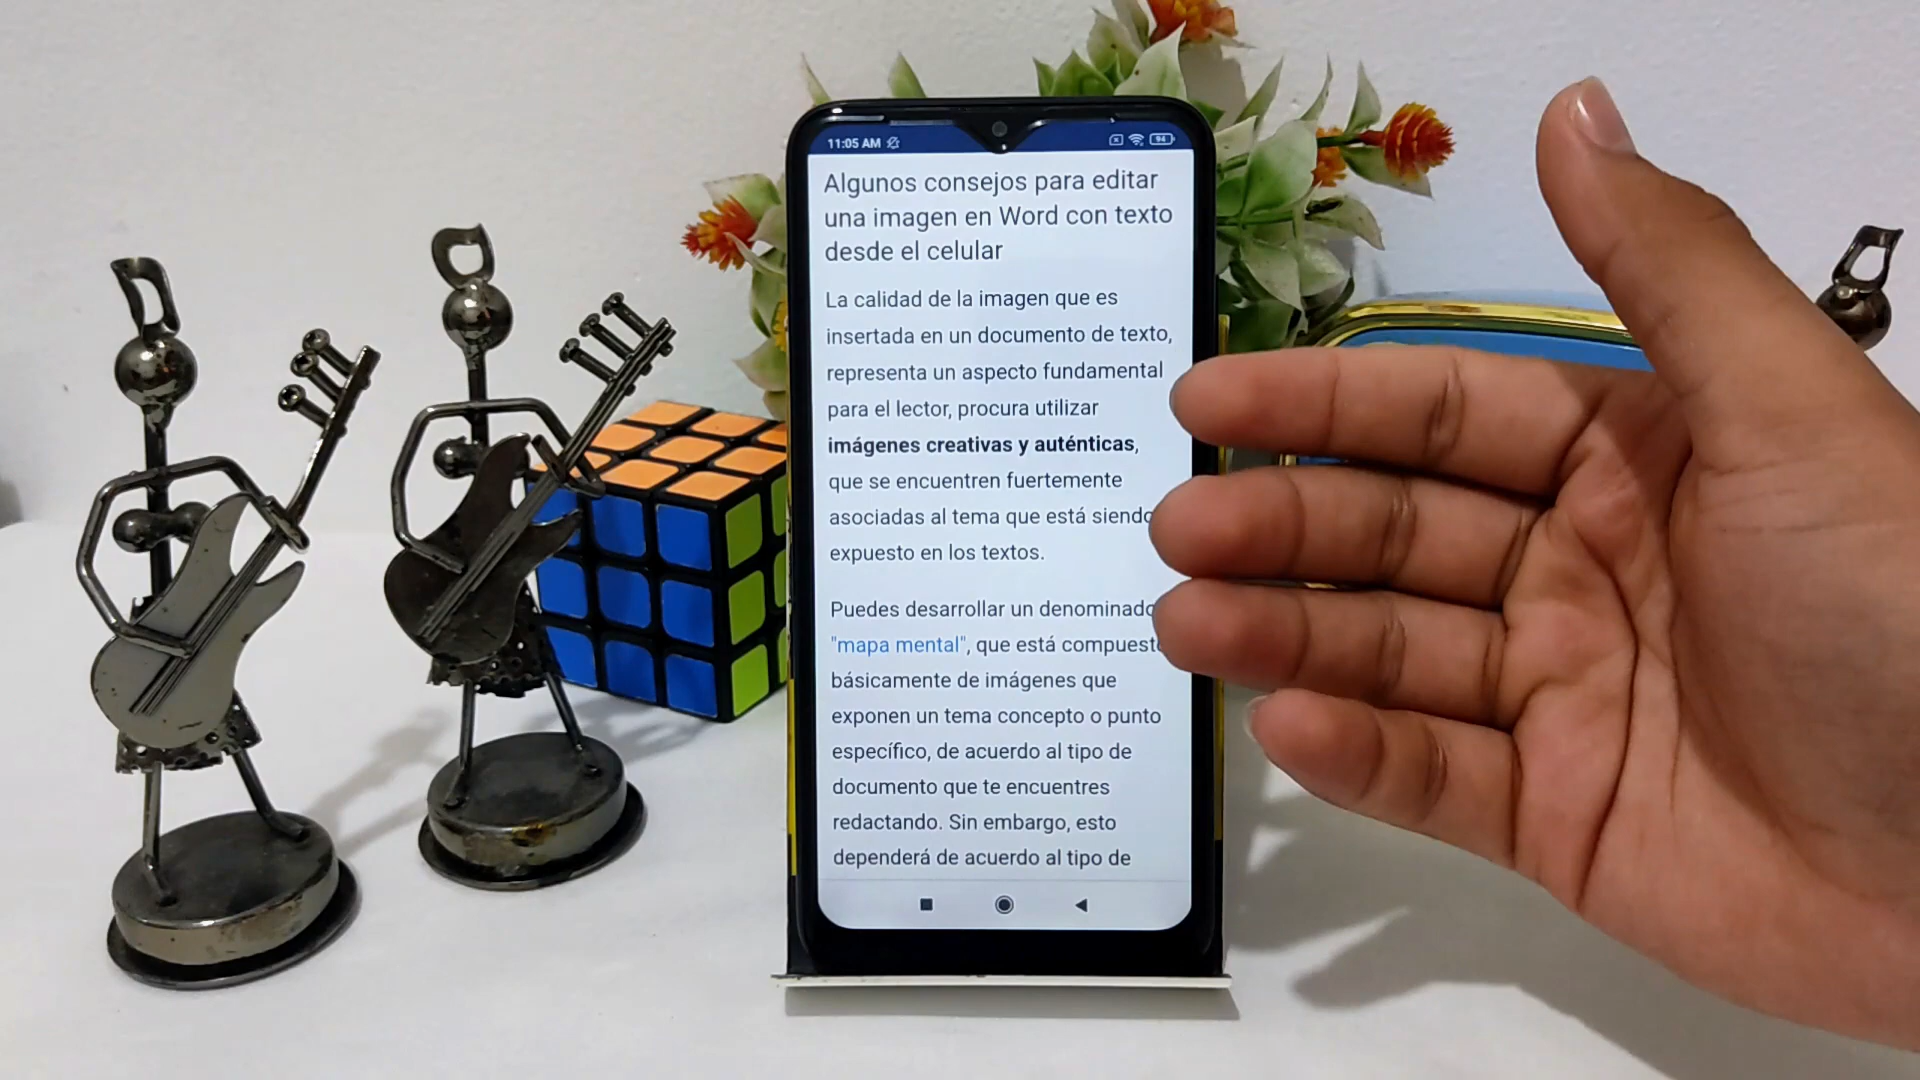 11:05 AM
94
Algunos consejos para editar
una imagen en Word con texto
desde el celular
La calidad de la imagen que es
insertada en un documento de texto,
representa un aspecto fundamental
para el lector, procura utilizar
imágenes creativas y auténticas,
que se encuentren fuertemente
asociadas al tema que está siendo
expuesto en los textos.
Puedes desarrollar un denominado
"mapa mental", que está compuesto
básicamente de imágenes que
exponen un tema concepto o punto
específico, de acuerdo al tipo de
documento que te encuentres
redactando. Sin embargo, esto
dependerá de acuerdo al tipo de